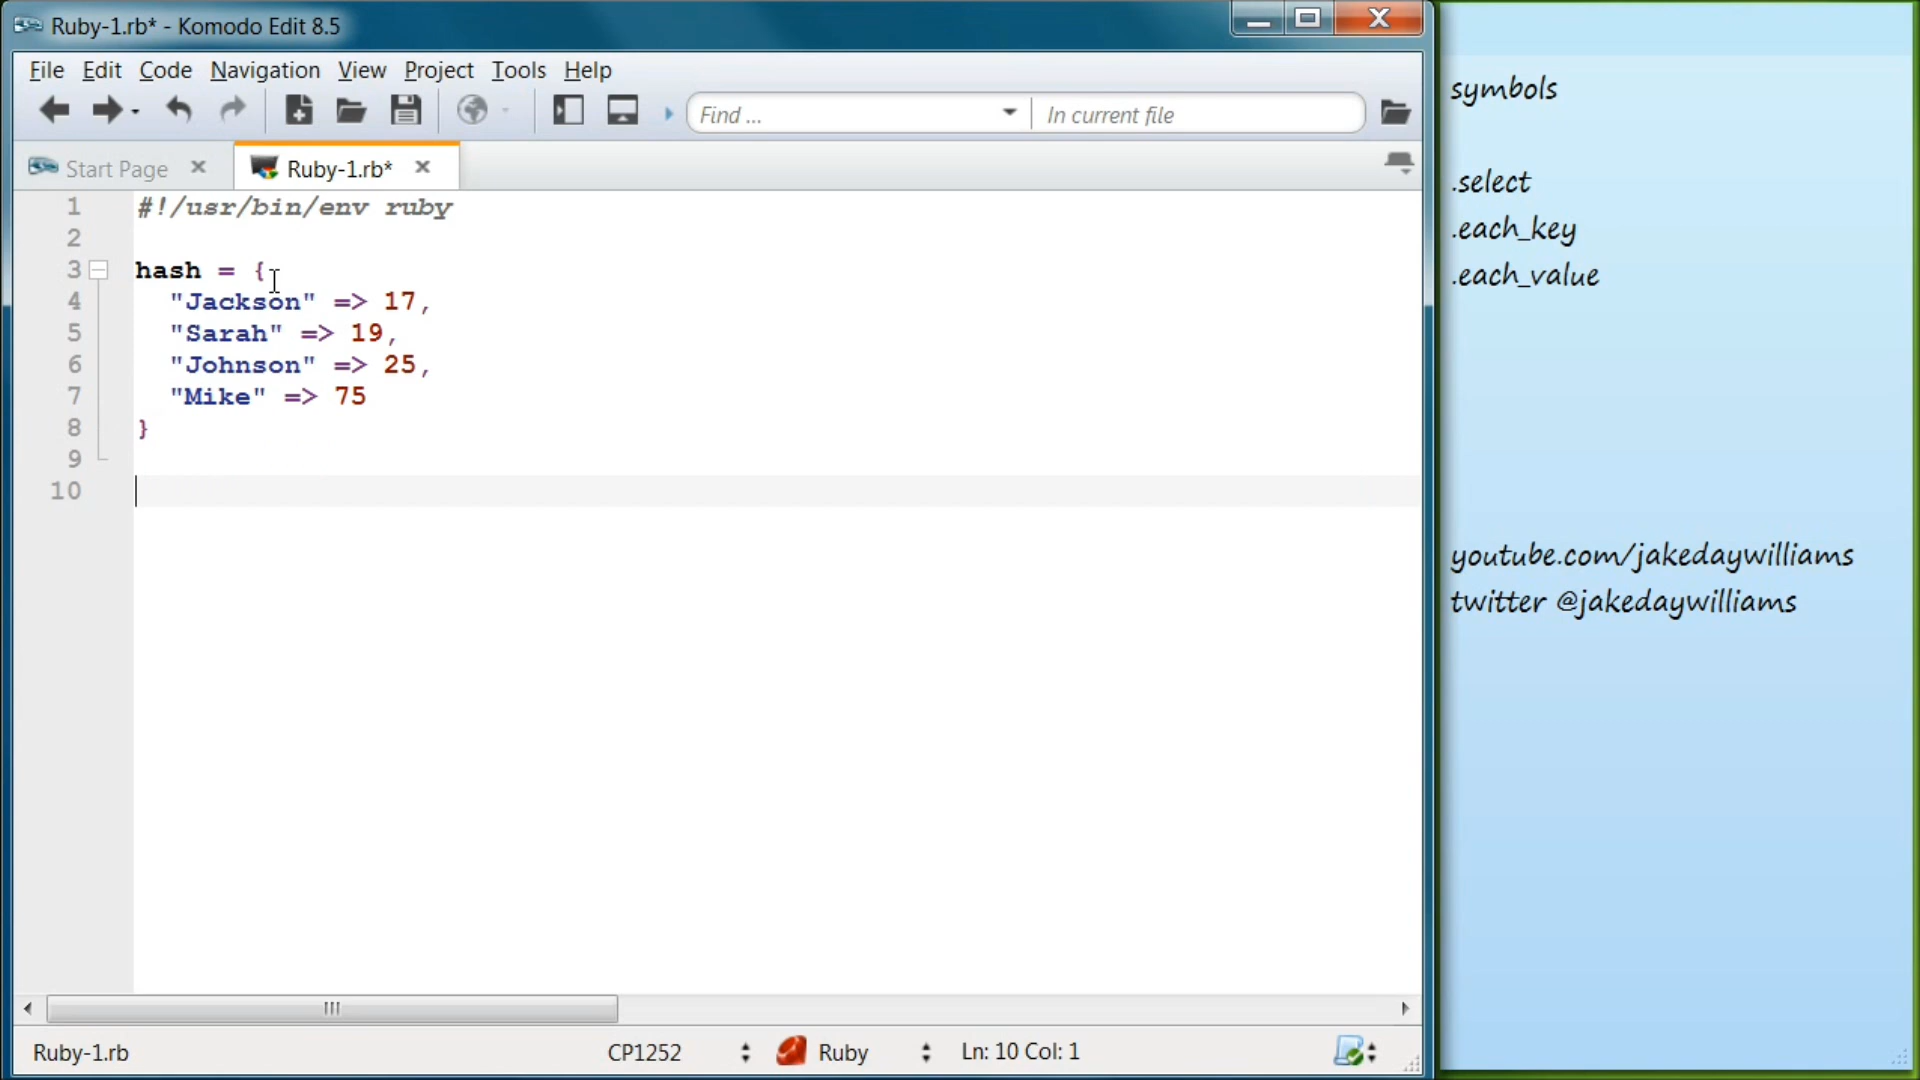 Ruby-1.rb* - Komodo Edit 8.5
File Edit Code Navigation View Project Tools Help
Find ... In current file
Start Page Ruby-1.rb*
1 #!/usr/bin/env ruby
2
3 hash = {
4 "Jackson" => 17,
5 "Sarah" => 19,
6 "Johnson" => 25,
7 "Mike" => 75
8 }
9
10
Ruby-1.rb CP1252 Ruby Ln: 10 Col: 1
symbols
.select
.each_key
.each_value
youtube.com/jakedaywilliams
twitter @jakedaywilliams